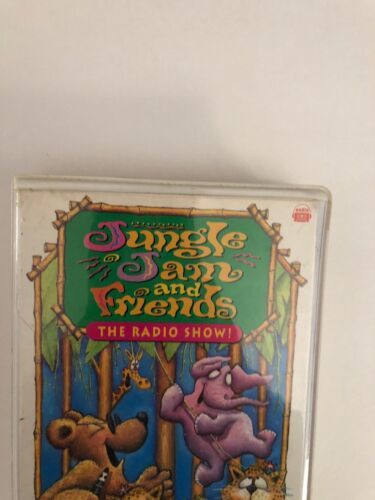 Jungle
Jam
and
Friends
THE RADIO SHOW!